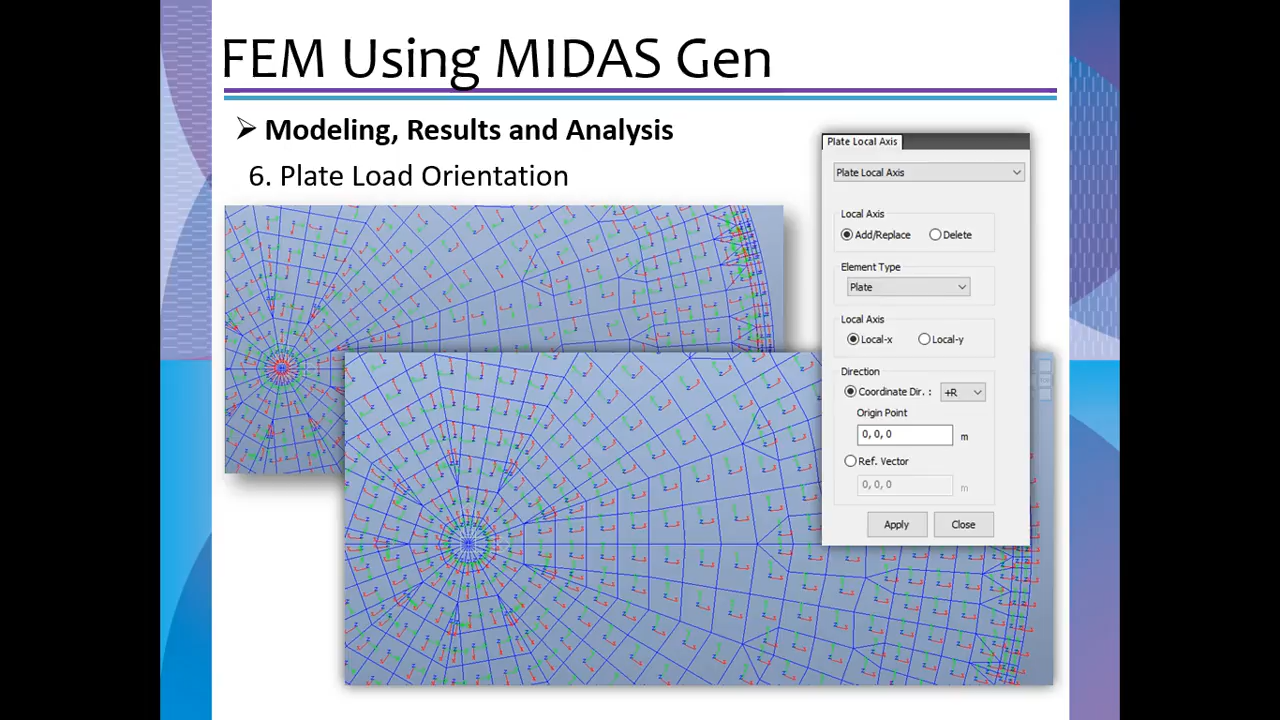 FEM Using MIDAS Gen
Modeling, Results and Analysis
6. Plate Load Orientation
Plate Local Axis
Plate Local Axis
Local Axis
Add/Replace Delete
Element Type
Plate
Local Axis
Local-x Local-y
Direction
Coordinate Dir. : +R
Origin Point
0, 0, 0 m
Ref. Vector
0, 0, 0 m
Apply Close